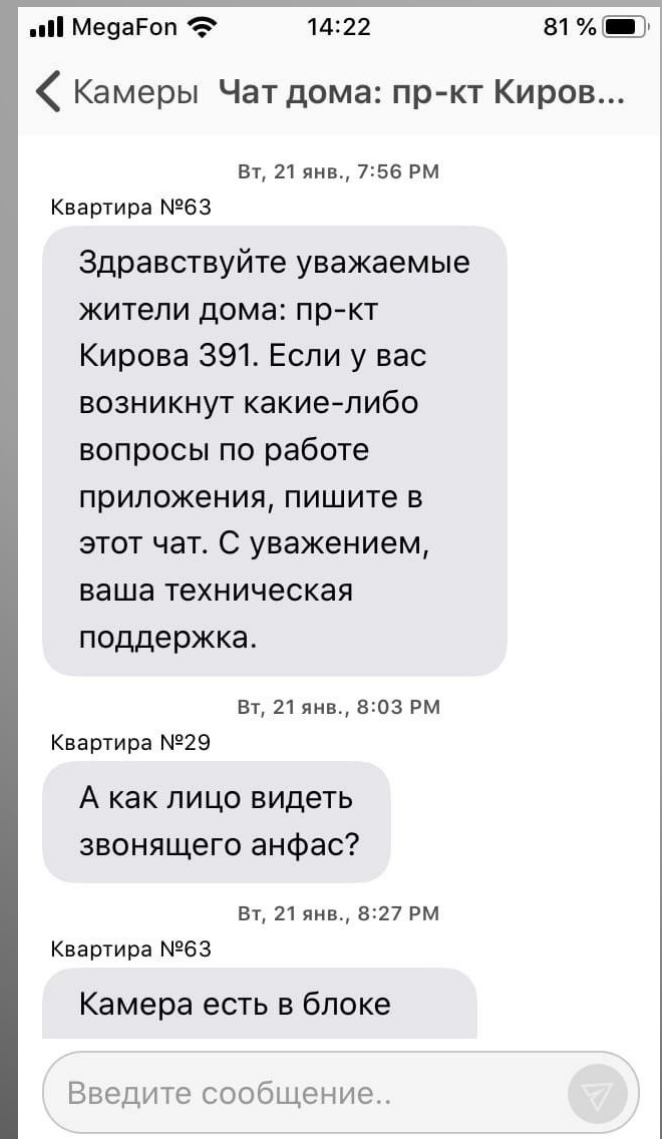 MegaFon 14:22 81 %
Камеры Чат дома: пр-кт Киров...
Вт, 21 янв., 7:56 PM
Квартира №63
Здравствуйте уважаемые
жители дома: пр-кт
Кирова 391. Если у вас
возникнут какие-либо
вопросы по работе
приложения, пишите в
этот чат. С уважением,
ваша техническая
поддержка.
Вт, 21 янв., 8:03 PM
Квартира №29
А как лицо видеть
звонящего анфас?
Вт, 21 янв., 8:27 PM
Квартира №63
Камера есть в блоке
Введите сообщение..